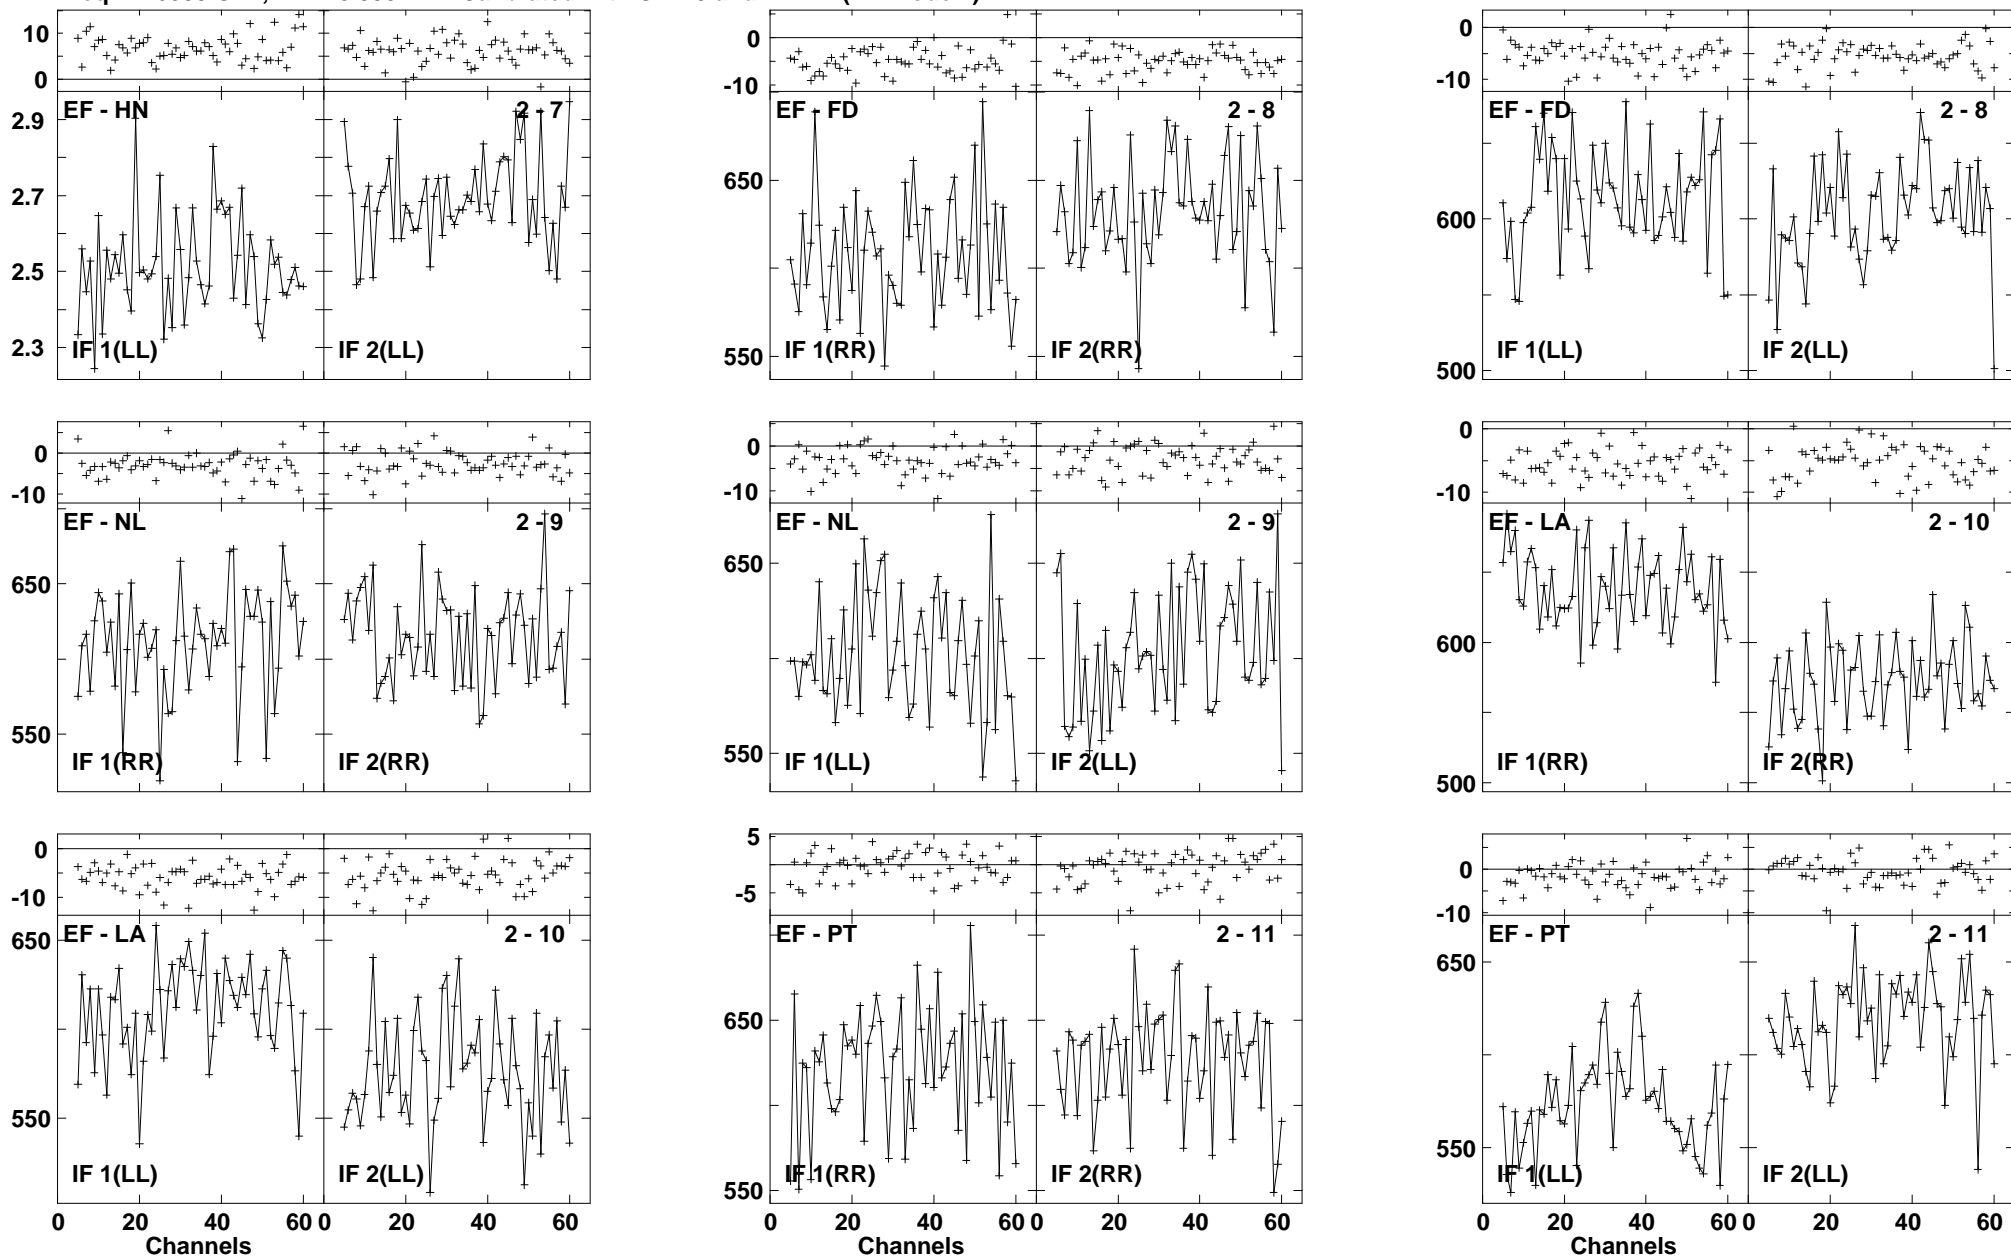 10
0
0
-10
0
-10
EF - HN 2 - 7
2.9
2.7
2.5
2.3
IF 1(LL) IF 2(LL)
EF - FD 2 - 8
650
550
IF 1(RR) IF 2(RR)
EF - FD 2 - 8
600
500
IF 1(LL) IF 2(LL)
0
-10
0
-10
0
-10
EF - NL 2 - 9
650
550
IF 1(RR) IF 2(RR)
EF - NL 2 - 9
650
550
IF 1(LL) IF 2(LL)
EF - LA 2 - 10
600
500
IF 1(RR) IF 2(RR)
0
-10
5
-5
0
-10
EF - LA 2 - 10
650
550
IF 1(LL) IF 2(LL)
EF - PT 2 - 11
650
550
IF 1(RR) IF 2(RR)
EF - PT 2 - 11
650
550
IF 1(LL) IF 2(LL)
0 20 40 60 0 20 40 60
0 20 40 60 0 20 40 60
0 20 40 60 0 20 40 60
Channels Channels Channels